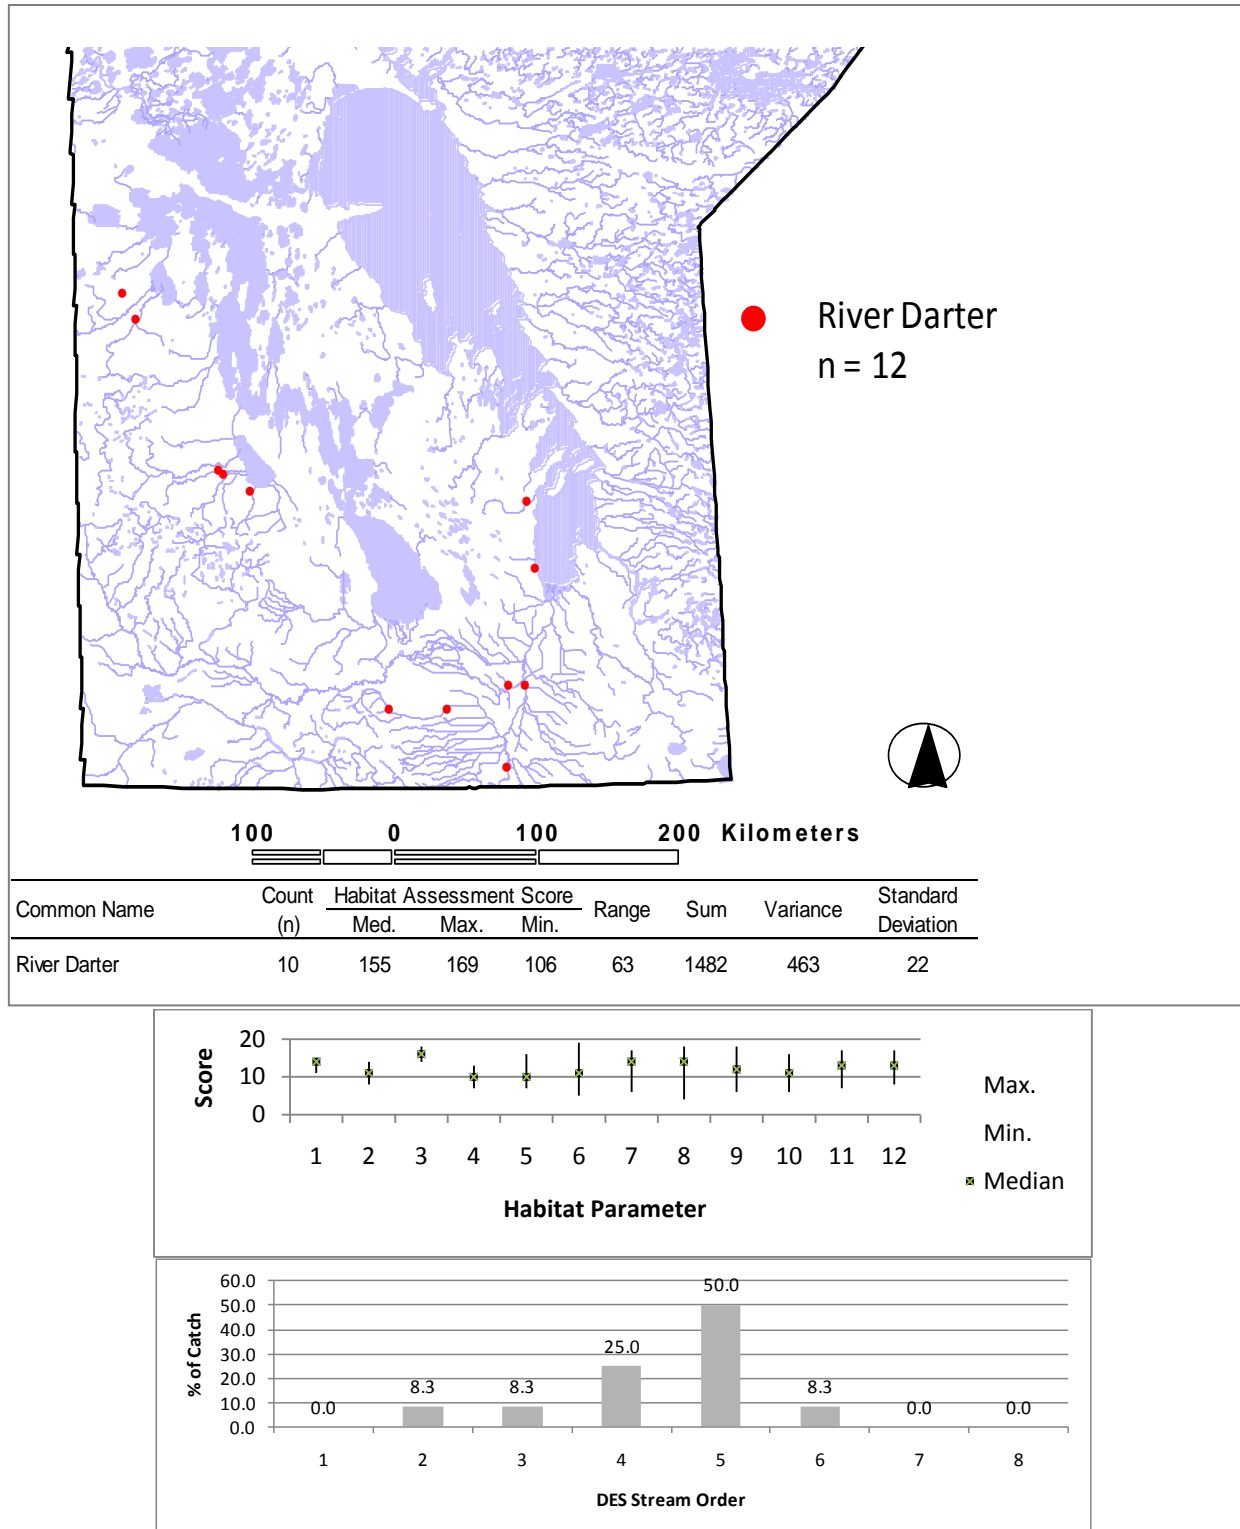 River Darter
n = 12
100 0 100 200 Kilometers
Common Name Count (n) Habitat Assessment Score Range Sum Variance Standard Deviation
Med. Max. Min.
River Darter 10 155 169 106 63 1482 463 22
20
10
0
Score
1 2 3 4 5 6 7 8 9 10 11 12
Habitat Parameter
Max.
Min.
Median
60.0
50.0
40.0
30.0
20.0
10.0
0.0
% of Catch
0.0 8.3 8.3 25.0 50.0 8.3 0.0 0.0
1 2 3 4 5 6 7 8
DES Stream Order